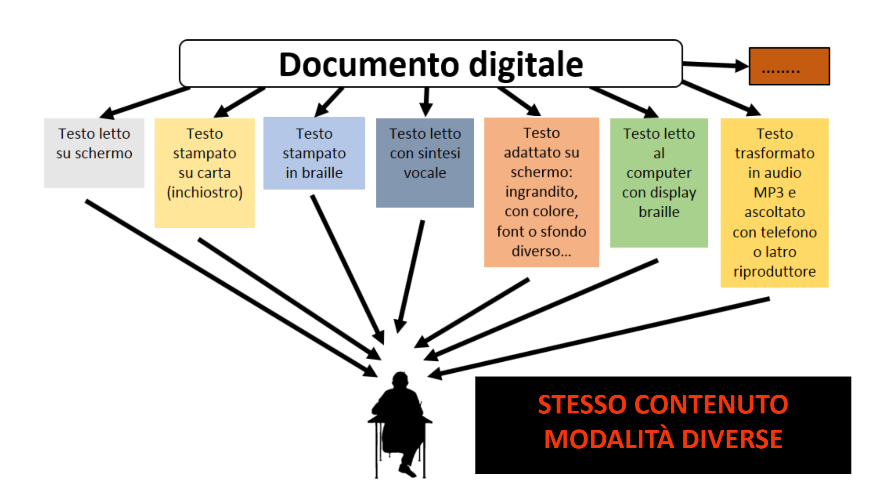 Documento digitale
........
Testo letto
su schermo
Testo
stampato
su carta
(inchiostro)
Testo
stampato
in braille
Testo letto
con sintesi
vocale
Testo
adattato su
schermo:
ingrandito,
con colore,
font o sfondo
diverso...
Testo letto
al
computer
con display
braille
Testo
trasformato
in audio
MP3 e
ascoltato
con telefono
o latro
riproduttore
STESSO CONTENUTO
MODALITÀ DIVERSE